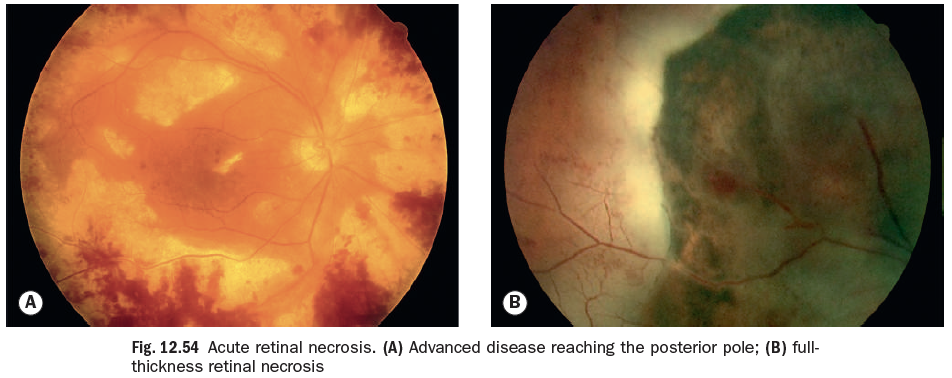 A
B
Fig. 12.54 Acute retinal necrosis. (A) Advanced disease reaching the posterior pole; (B) full-
thickness retinal necrosis